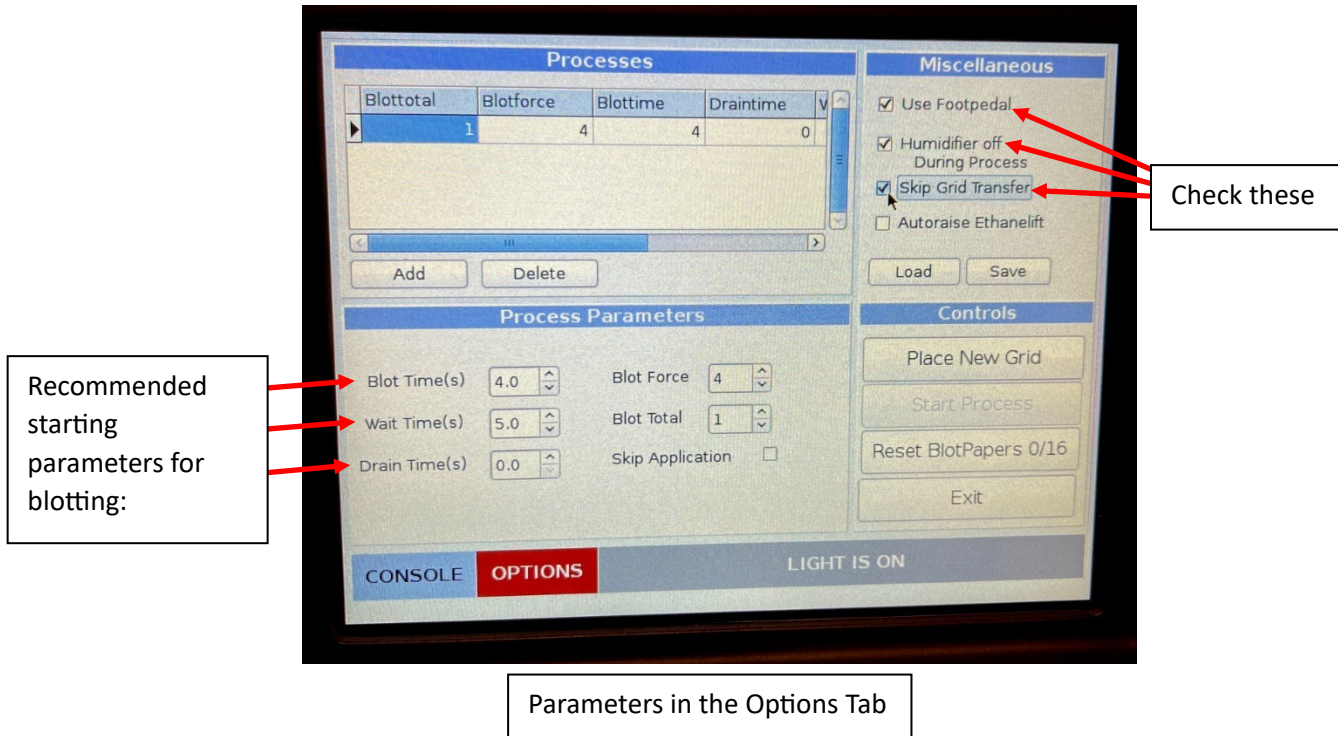 Processes
Blottotal Blotforce Blottime Draintime
1 4 4 0
Add Delete
Miscellaneous
Use Footpedal
Humidifier off
During Process
Skip Grid Transfer
Autoraise Ethanelift
Load Save
Check these
Process Parameters
Blot Time(s) 4.0 Blot Force 4
Wait Time(s) 5.0 Blot Total 1
Drain Time(s) 0.0 Skip Application
Controls
Place New Grid
Start Process
Reset BlotPapers 0/16
Exit
Recommended
starting
parameters for
blotting:
CONSOLE OPTIONS LIGHT IS ON
Parameters in the Options Tab